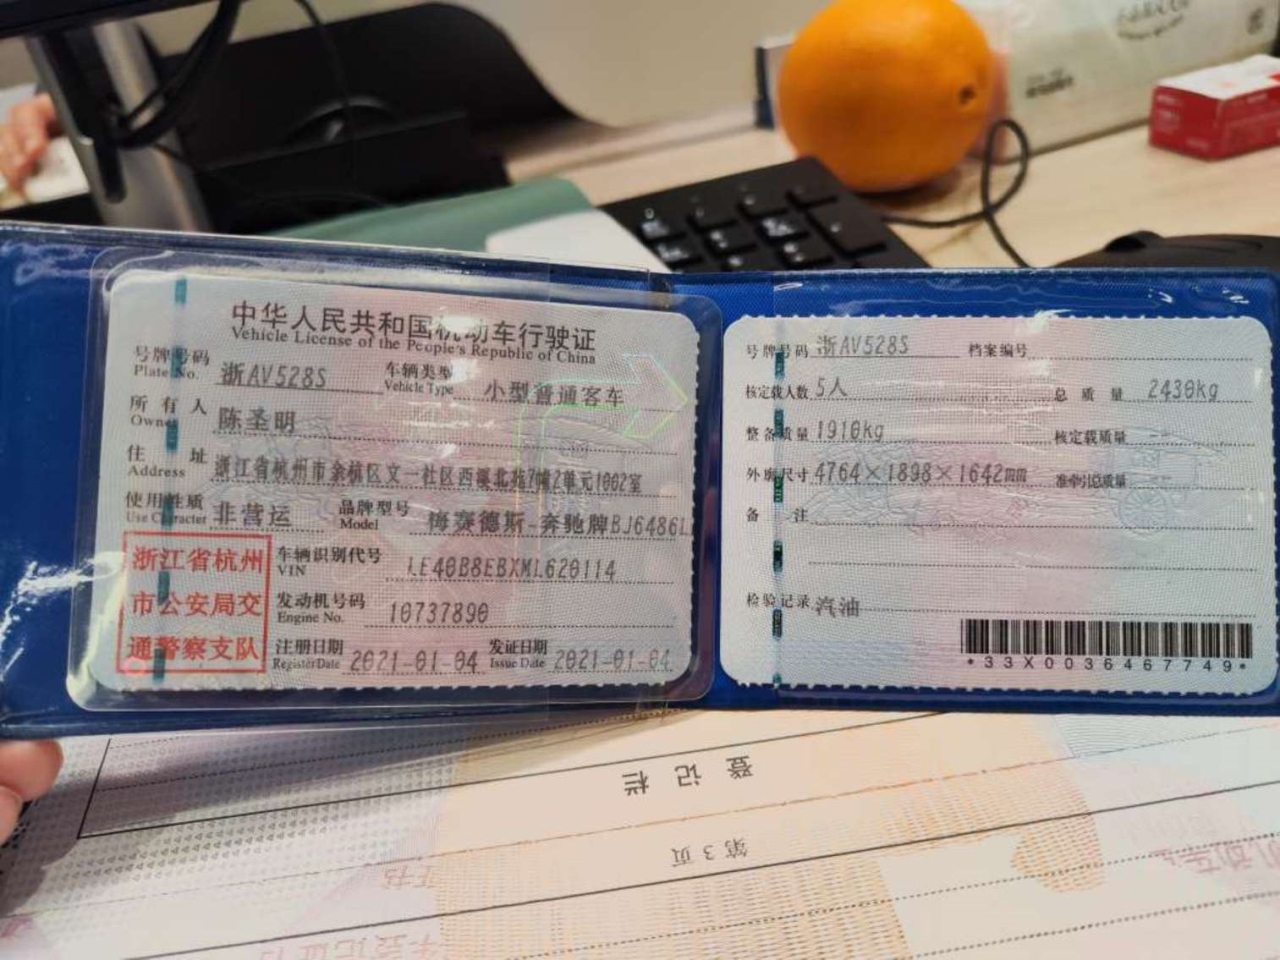 中华人民共和国机动车行驶证
Vehicle License of the People's Republic of China
号牌号码 浙AV528S 车辆类型 小型普通客车
Plate No. Vehicle Type
所有人 陈圣明
Owner
住址 浙江省杭州市余杭区文一社区西溪北苑7幢2单元1002室
Address
使用性质 非营运 品牌型号 梅赛德斯-奔驰牌BJ6486L
Use Character Model
浙江省杭州
市公安局交
通警察支队
车辆识别代号 LE40B8EBXML620114
VIN
发动机号码 10737890
Engine No.
注册日期 2021-01-04 发证日期 2021-01-04
Register Date Issue Date
号牌号码 浙AV528S 档案编号
核定载人数 5人 总质量 2430kg
整备质量 1910kg 核定载质量 --
外廓尺寸 4764×1898×1642mm 准牵引总质量 --
备注
检验记录 汽油
*33X0036467749*
登记栏
第3页